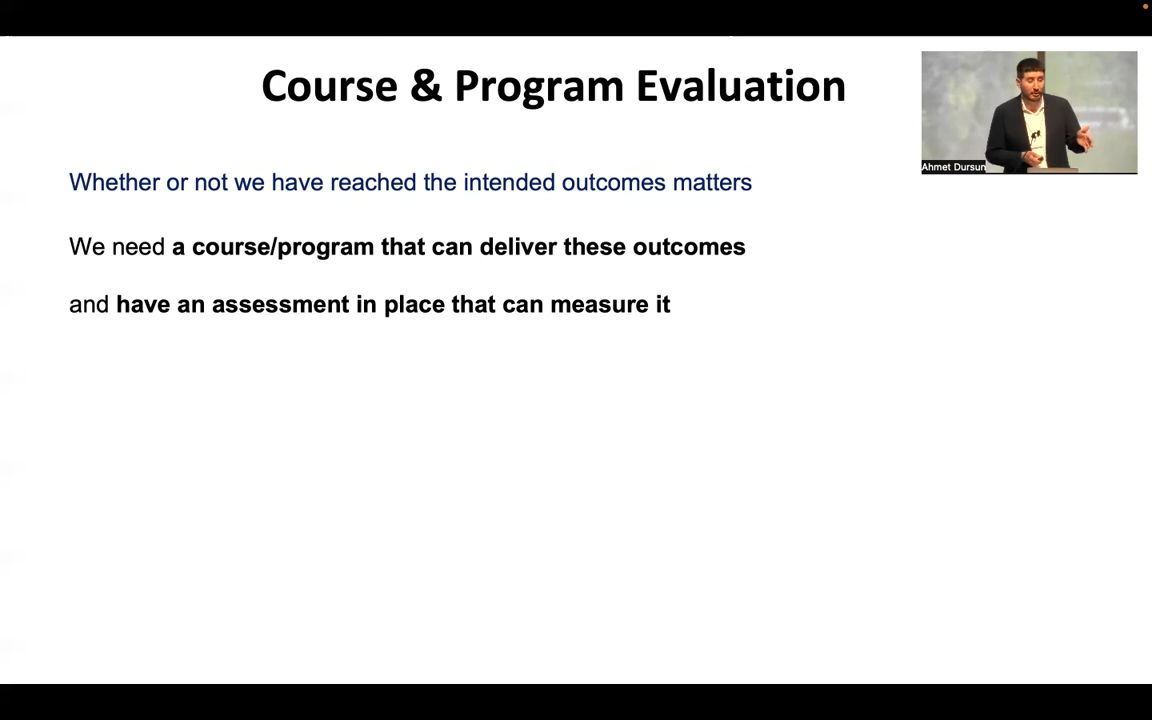 Course & Program Evaluation
Ahmet Dursun
Whether or not we have reached the intended outcomes matters
We need a course/program that can deliver these outcomes
and have an assessment in place that can measure it